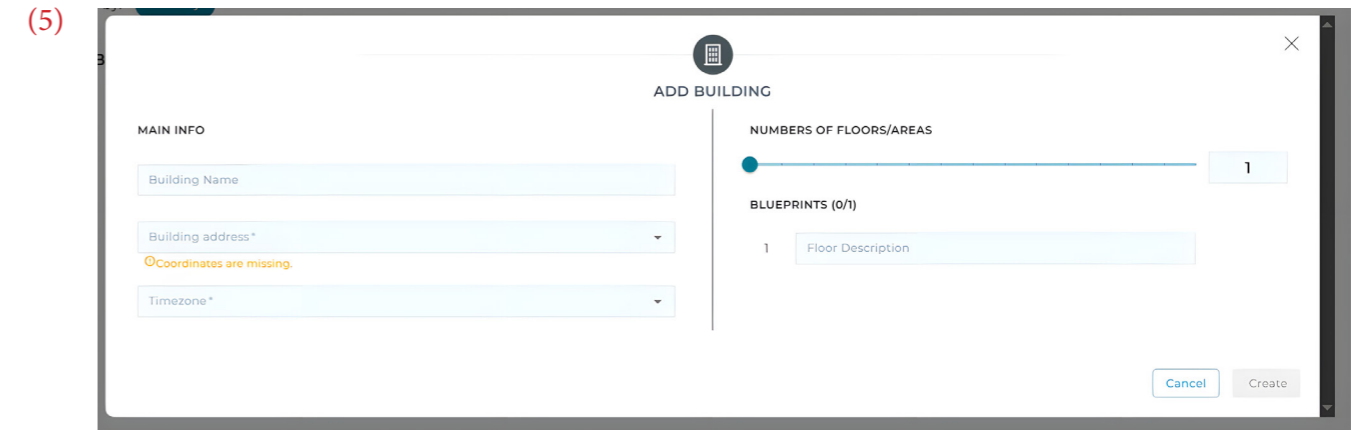 (5)
ADD BUILDING
MAIN INFO
Building Name
Building address*
Coordinates are missing.
Timezone*
NUMBERS OF FLOORS/AREAS
1
BLUEPRINTS (0/1)
1 Floor Description
Cancel Create